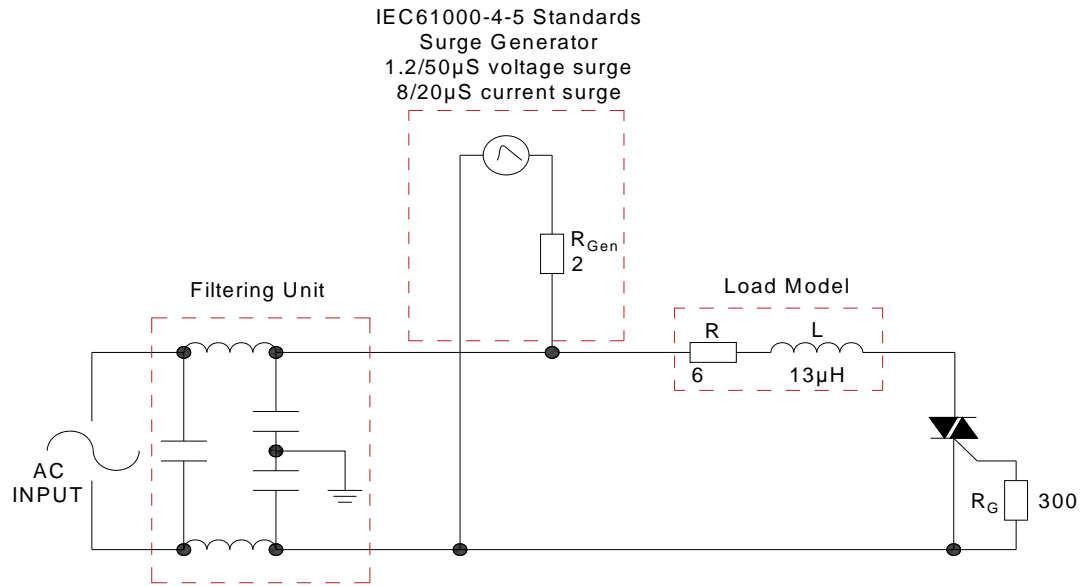 IEC61000-4-5 Standards
Surge Generator
1.2/50µS voltage surge
8/20µS current surge
RGen
2
Filtering Unit
Load Model
R
L
6
13µH
AC
INPUT
RG
300